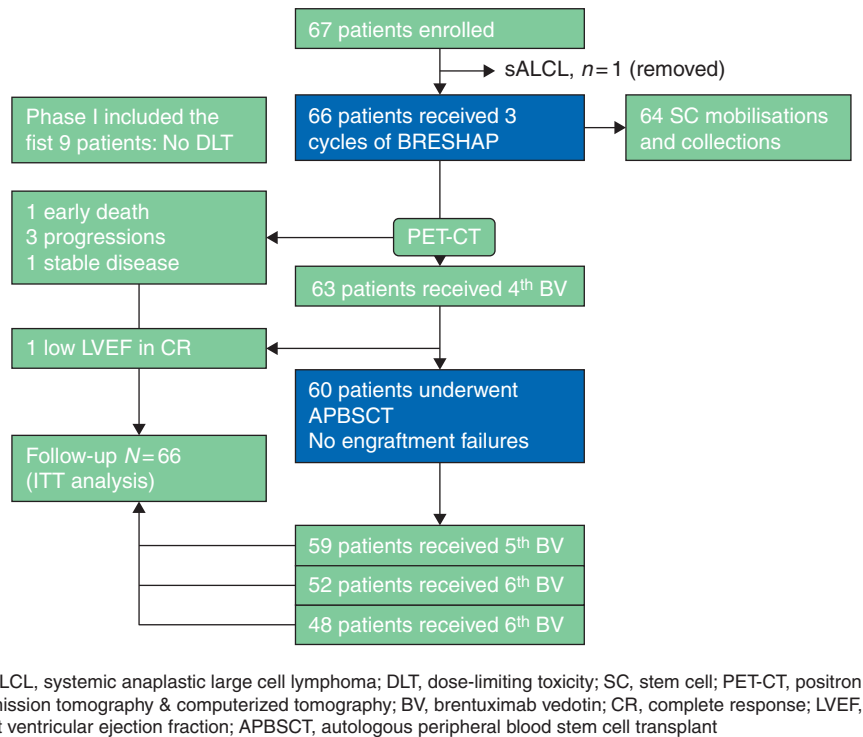 67 patients enrolled
sALCL, n=1 (removed)
Phase I included the
fist 9 patients: No DLT
66 patients received 3
cycles of BRESHAP
64 SC mobilisations
and collections
1 early death
3 progressions
1 stable disease
PET-CT
63 patients received 4th BV
1 low LVEF in CR
60 patients underwent
APBSCT
No engraftment failures
Follow-up N=66
(ITT analysis)
59 patients received 5th BV
52 patients received 6th BV
48 patients received 6th BV
LCL, systemic anaplastic large cell lymphoma; DLT, dose-limiting toxicity; SC, stem cell; PET-CT, positron
ission tomography & computerized tomography; BV, brentuximab vedotin; CR, complete response; LVEF,
t ventricular ejection fraction; APBSCT, autologous peripheral blood stem cell transplant